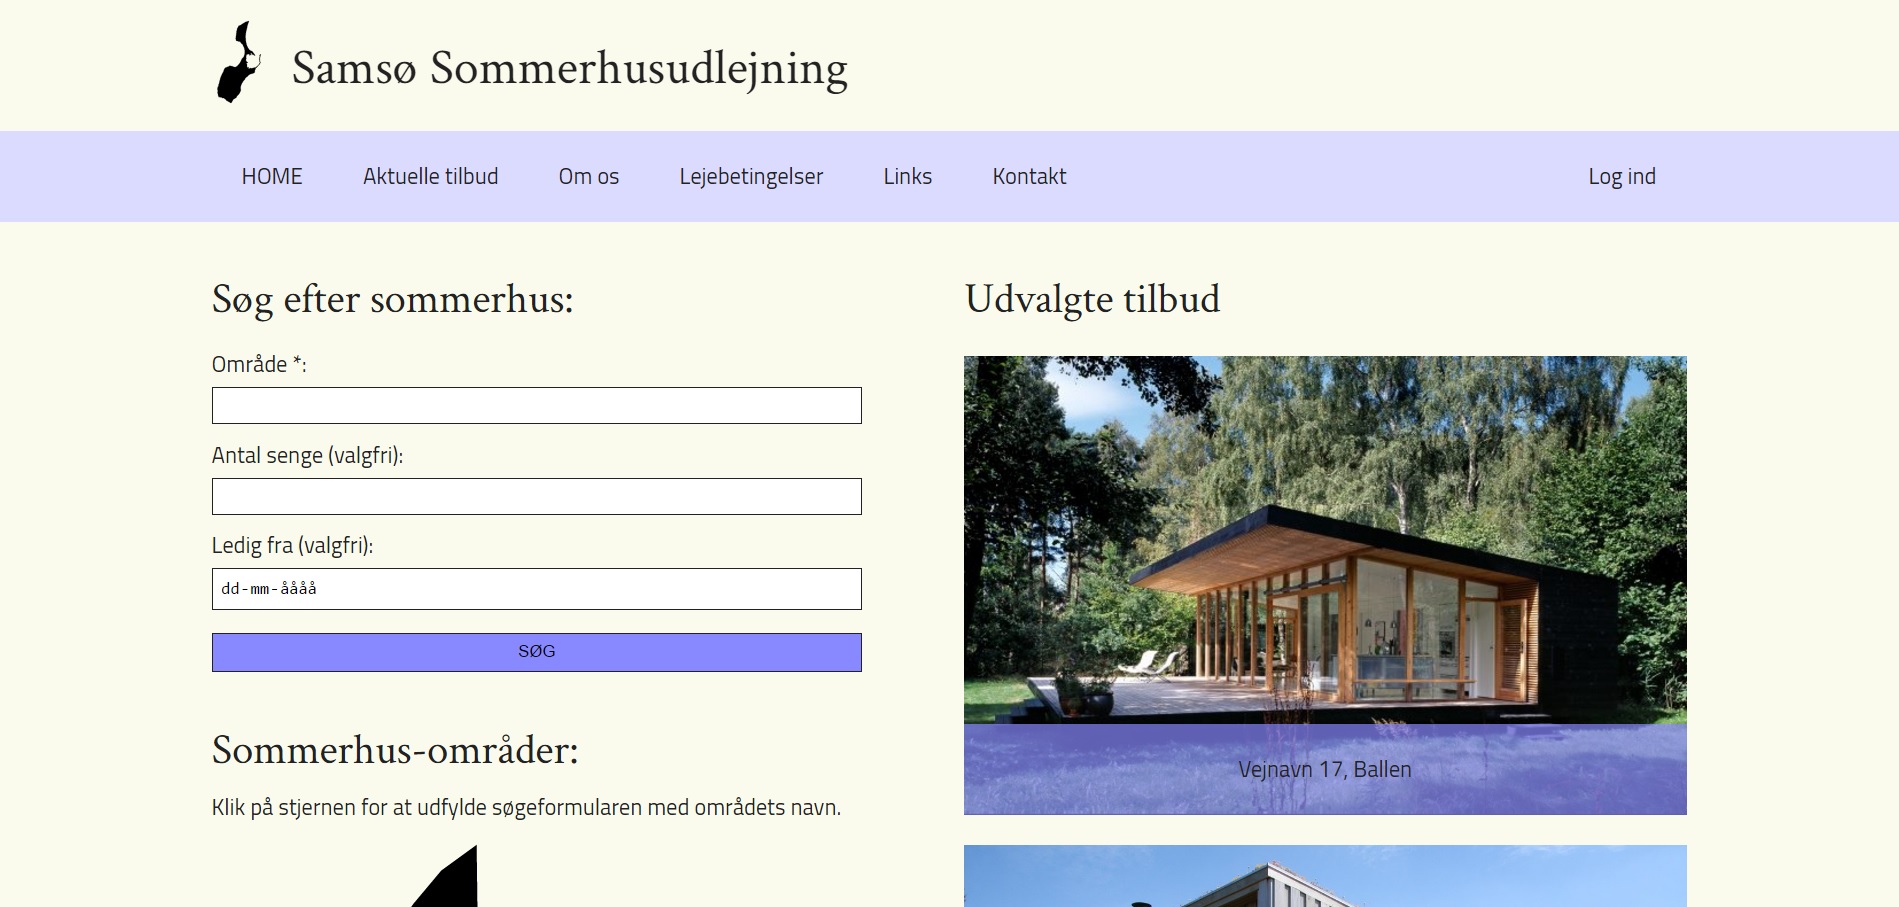 Samsø Sommerhusudlejning
HOME Aktuelle tilbud Om os Lejebetingelser Links Kontakt Log ind
Søg efter sommerhus:
Område *:
Antal senge (valgfri):
Ledig fra (valgfri):
dd-mm-åååå
SØG
Sommerhus-områder:
Klik på stjernen for at udfylde søgeformularen med områdets navn.
Udvalgte tilbud
Vejnavn 17, Ballen